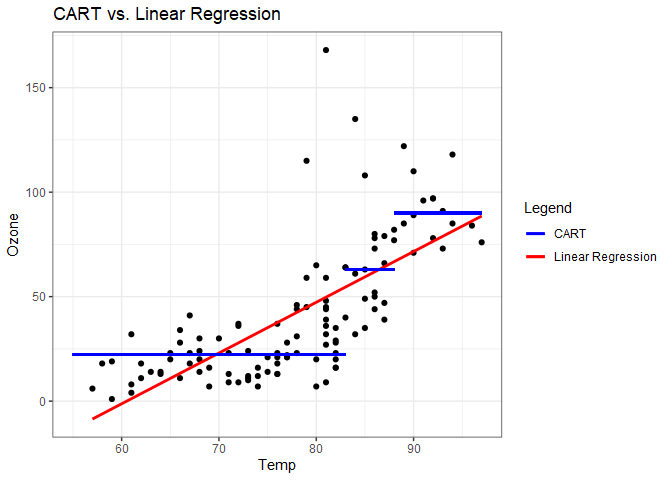 CART vs. Linear Regression
150
100
50
0
Ozone
60 70 80 90
Temp
Legend
CART
Linear Regression